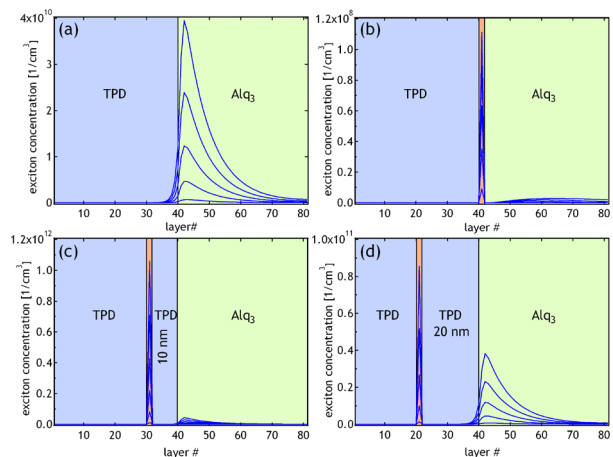 4x10^10
(a)
TPD
Alq3
3
2
1
0
exciton concentration [1/cm^3]
10 20 30 40 50 60 70 80
layer#
1.2x10^-8
(b)
TPD
Alq3
1.0
0.8
0.6
0.4
0.2
0.0
exciton concentration [1/cm^3]
10 20 30 40 50 60 70 80
layer #
1.2x10^12
(c)
TPD
TPD
10 nm
Alq3
1.0
0.8
0.6
0.4
0.2
0.0
exciton concentration [1/cm^3]
10 20 30 40 50 60 70 80
layer #
1.0x10^11
(d)
TPD
TPD
20 nm
Alq3
0.8
0.6
0.4
0.2
0.0
exciton concentration [1/cm^3]
10 20 30 40 50 60 70 80
layer #